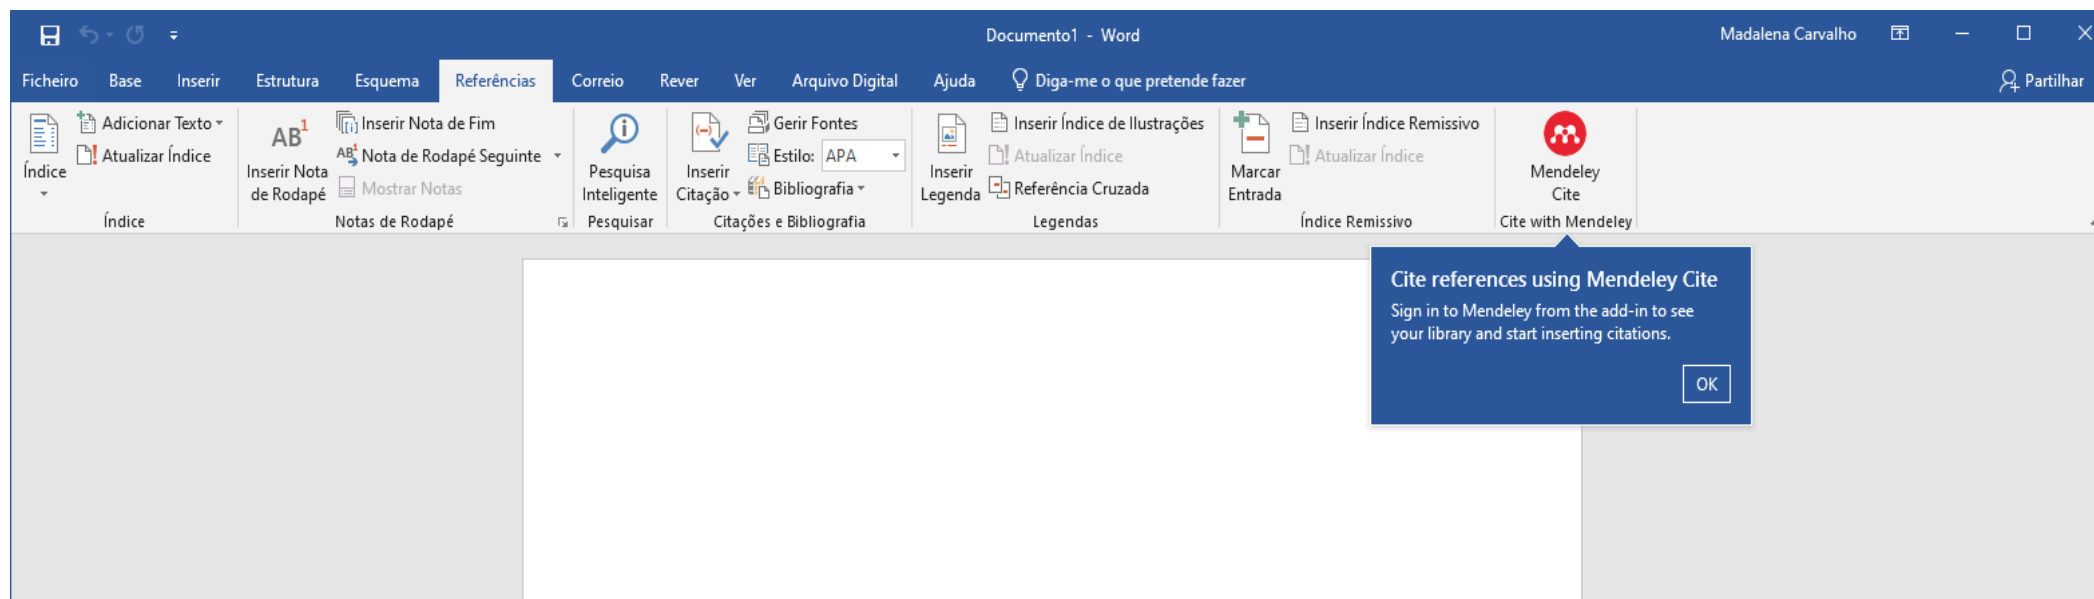 Documento1 - Word
Madalena Carvalho
Ficheiro Base Inserir Estrutura Esquema Referências Correio Rever Ver Arquivo Digital Ajuda Diga-me o que pretende fazer Partilhar
Índice
Adicionar Texto
Atualizar Índice
Índice
AB1
Inserir Nota
de Rodapé
Inserir Nota de Fim
Nota de Rodapé Seguinte
Mostrar Notas
Notas de Rodapé
Pesquisa
Inteligente
Pesquisar
Inserir
Citação
Gerir Fontes
Estilo: APA
Bibliografia
Citações e Bibliografia
Inserir
Legenda
Inserir Índice de Ilustrações
Atualizar Índice
Referência Cruzada
Legendas
Marcar
Entrada
Inserir Índice Remissivo
Atualizar Índice
Índice Remissivo
Mendeley
Cite
Cite with Mendeley
Cite references using Mendeley Cite
Sign in to Mendeley from the add-in to see
your library and start inserting citations.
OK